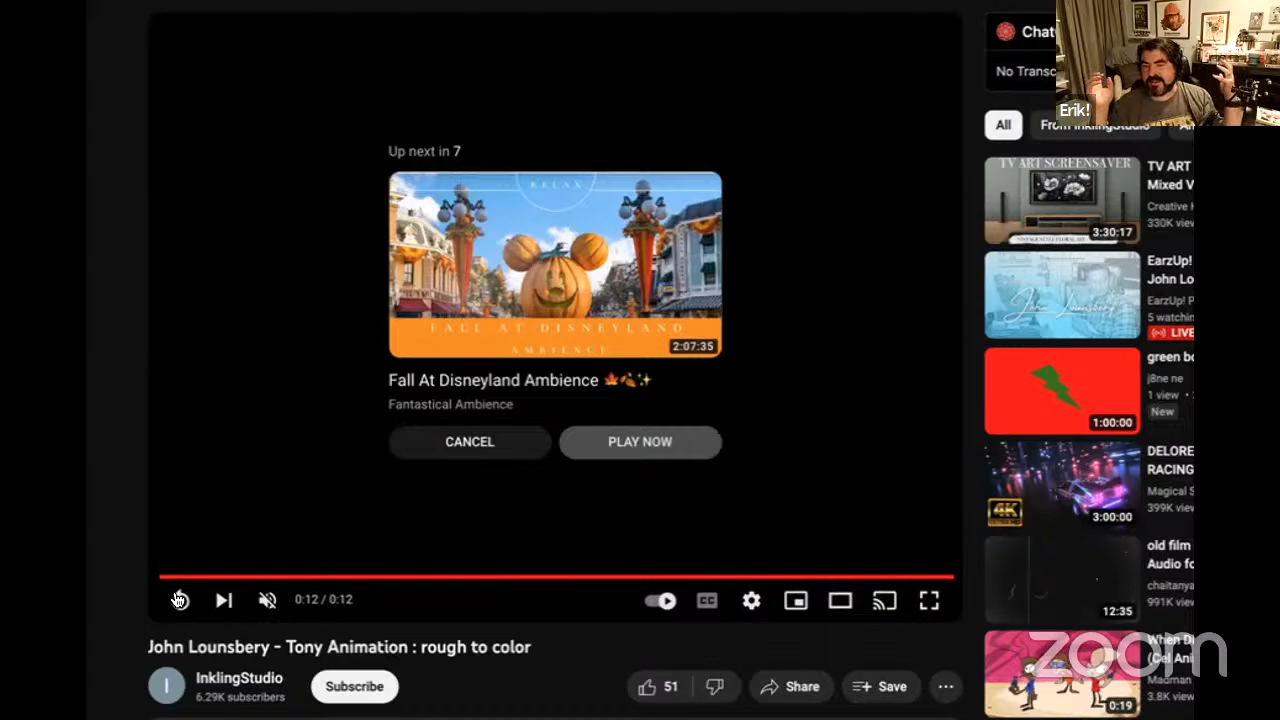 Up next in 7
RELAX
FALL AT DISNEYLAND
AMBIENCE
2:07:35
Fall At Disneyland Ambience
Fantastical Ambience
CANCEL
PLAY NOW
0:12 / 0:12
CC
John Lounsbery - Tony Animation : rough to color
I
InklingStudio
6.29K subscribers
Subscribe
51
Share
Save
Erik!
No Transc
All
From InklingStudio
TV ART SCREENSAVER
3:30:17
TV ART
Mixed V
Creative
330K view
John Lounsbery
EarzUp!
John Lo
EarzUp! P
5 watchin
LIVE
1:00:00
green bo
j8ne ne
1 view
New
4K
3:00:00
DELORE
RACING
Magical S
399K view
12:35
old film
Audio fo
chaitanya
991K view
0:19
When Di
(Cel Ani
Madman
3.8K view
zoom